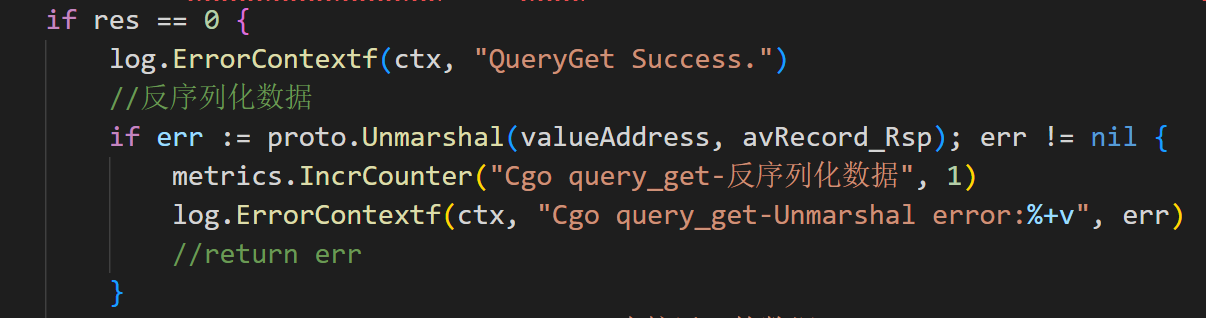 if res == 0 {
log.ErrorContextf(ctx, "QueryGet Success.")
//反序列化数据
if err := proto.Unmarshal(valueAddress, avRecord_Rsp); err != nil {
metrics.IncrCounter("Cgo query_get-反序列化数据", 1)
log.ErrorContextf(ctx, "Cgo query_get-Unmarshal error:%+v", err)
//return err
}